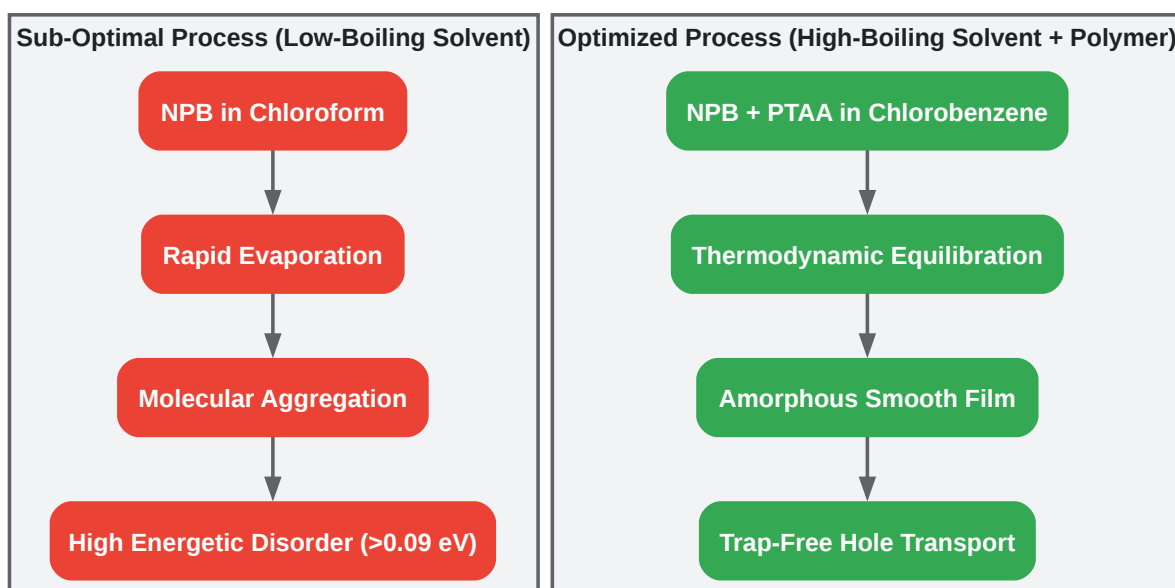 Sub-Optimal Process (Low-Boiling Solvent)
NPB in Chloroform
Rapid Evaporation
Molecular Aggregation
High Energetic Disorder (>0.09 eV)
Optimized Process (High-Boiling Solvent + Polymer)
NPB + PTAA in Chlorobenzene
Thermodynamic Equilibration
Amorphous Smooth Film
Trap-Free Hole Transport